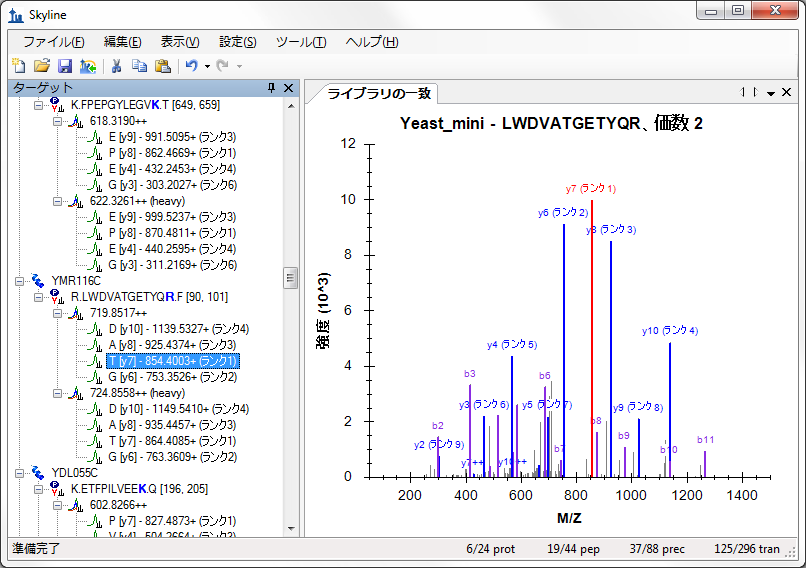 Skyline
ファイル(F) 編集(E) 表示(V) 設定(S) ツール(T) ヘルプ(H)
ターゲット
K.FPEPGYLEGVK.T [649, 659]
618.3190++
E [y9] - 991.5095+ (ランク3)
P [y8] - 862.4669+ (ランク1)
E [y4] - 432.2453+ (ランク4)
G [y3] - 303.2027+ (ランク6)
622.3261++ (heavy)
E [y9] - 999.5237+ (ランク3)
P [y8] - 870.4811+ (ランク1)
E [y4] - 440.2595+ (ランク4)
G [y3] - 311.2169+ (ランク6)
YMR116C
R.LWDVATGETYQR.F [90, 101]
719.8517++
D [y10] - 1139.5327+ (ランク4)
A [y8] - 925.4374+ (ランク3)
T [y7] - 854.4003+ (ランク1)
G [y6] - 753.3526+ (ランク2)
724.8558++ (heavy)
D [y10] - 1149.5410+ (ランク4)
A [y8] - 935.4457+ (ランク3)
T [y7] - 864.4085+ (ランク1)
G [y6] - 763.3609+ (ランク2)
YDL055C
K.ETFPILVEEK.Q [196, 205]
602.8266++
P [y7] - 827.4873+ (ランク1)
V [y4] - 504.2664+ (ランク2)
ライブラリの一致
Yeast_mini - LWDVATGETYQR、価数 2
強度 (10^3)
12
10
8
6
4
2
0
y7 (ランク 1)
y6 (ランク 2)
y8 (ランク 3)
y10 (ランク 4)
y4 (ランク 5)
b3
b6
y3 (ランク 6)
y5 (ランク 7)
y9 (ランク 8)
b2
b8
y2 (ランク 9)
b9
b7
b10
b11
y7 ++
y10 ++
200 400 600 800 1000 1200 1400
M/Z
準備完了
6/24 prot 19/44 pep 37/88 prec 125/296 tran